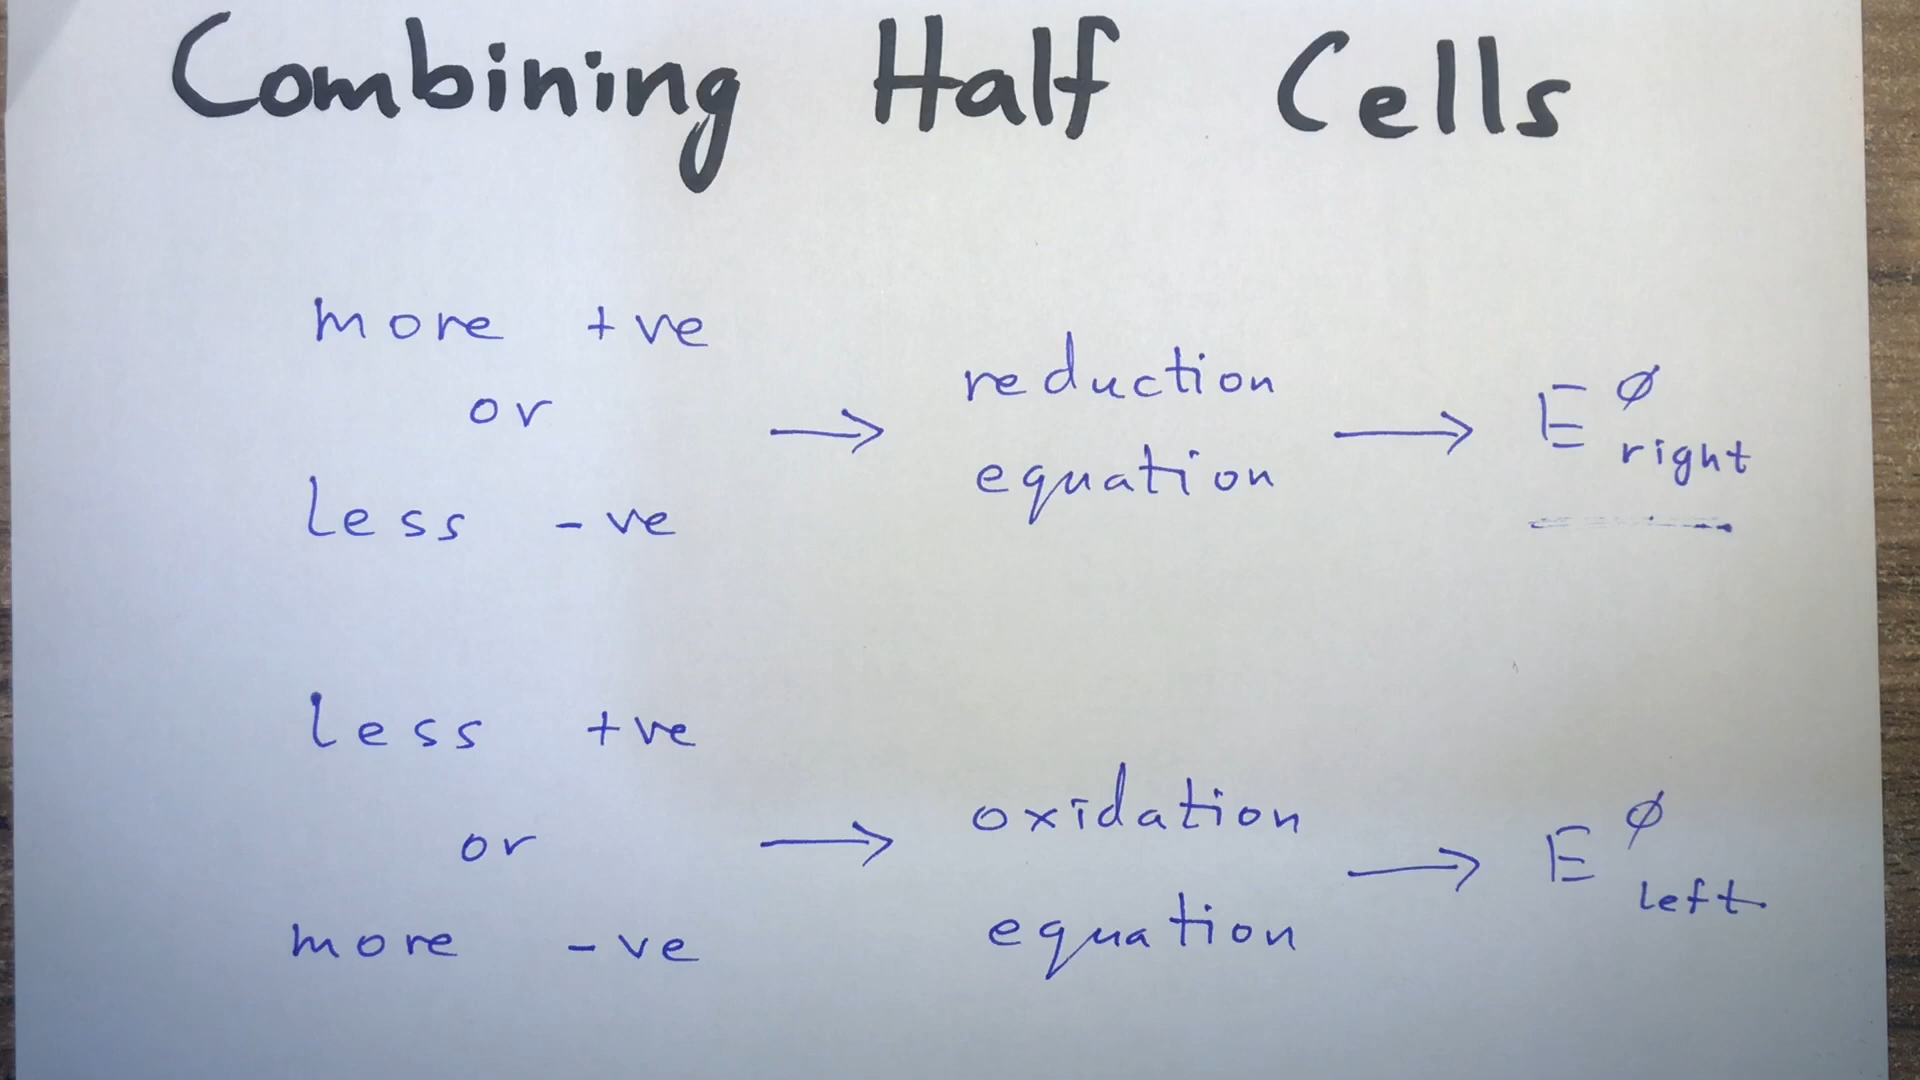 Combining Half Cells
more +ve
or
less -ve
→
reduction
equation
→
E ø right
less +ve
or
more -ve
→
oxidation
equation
→
E ø left